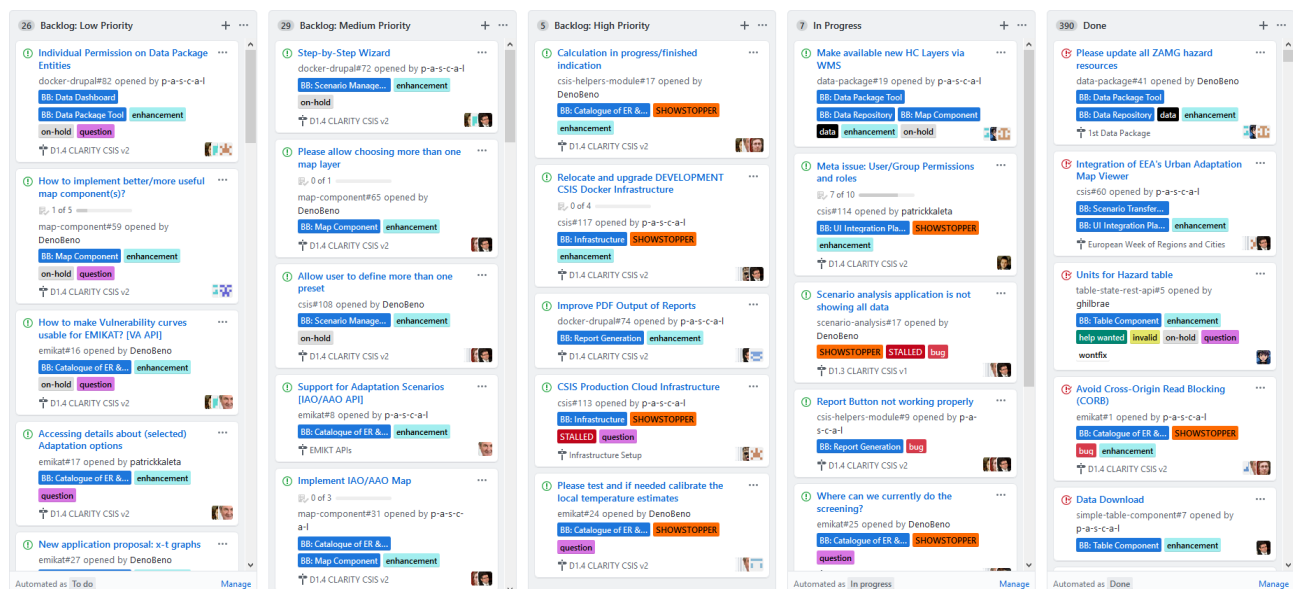 26 Backlog: Low Priority
Individual Permission on Data Package
Entities
docker-drupal#82 opened by p-a-s-c-a-l
BB: Data Dashboard
BB: Data Package Tool enhancement
on-hold question
D1.4 CLARITY CSIS v2
How to implement better/more useful
map component(s)?
1 of 5
map-component#59 opened by
DenoBeno
BB: Map Component enhancement
on-hold question
D1.4 CLARITY CSIS v2
How to make Vulnerability curves
usable for EMIKAT? [VA API]
emikat#16 opened by DenoBeno
BB: Catalogue of ER &... enhancement
on-hold question
D1.4 CLARITY CSIS v2
Accessing details about (selected)
Adaptation options
emikat#17 opened by patrickkaleta
BB: Catalogue of ER &... enhancement
question
D1.4 CLARITY CSIS v2
New application proposal: x-t graphs
emikat#27 opened by DenoBeno
Automated as To do Manage
29 Backlog: Medium Priority
Step-by-Step Wizard
docker-drupal#72 opened by p-a-s-c-a-l
BB: Scenario Manage... enhancement
on-hold
D1.4 CLARITY CSIS v2
Please allow choosing more than one
map layer
0 of 1
map-component#65 opened by
DenoBeno
BB: Map Component enhancement
D1.4 CLARITY CSIS v2
Allow user to define more than one
preset
csis#108 opened by DenoBeno
BB: Scenario Manage... enhancement
on-hold
D1.4 CLARITY CSIS v2
Support for Adaptation Scenarios
[IAO/AAO API]
emikat#8 opened by p-a-s-c-a-l
BB: Catalogue of ER &... enhancement
EMIKT APIs
Implement IAO/AAO Map
0 of 3
map-component#31 opened by p-a-s-c-
a-l
BB: Catalogue of ER &...
BB: Map Component enhancement
D1.4 CLARITY CSIS v2
5 Backlog: High Priority
Calculation in progress/finished
indication
csis-helpers-module#17 opened by
DenoBeno
BB: Catalogue of ER &... SHOWSTOPPER
enhancement
D1.4 CLARITY CSIS v2
Relocate and upgrade DEVELOPMENT
CSIS Docker Infrastructure
0 of 4
csis#117 opened by p-a-s-c-a-l
BB: Infrastructure SHOWSTOPPER
enhancement
D1.4 CLARITY CSIS v2
Improve PDF Output of Reports
docker-drupal#74 opened by p-a-s-c-a-l
BB: Report Generation enhancement
D1.4 CLARITY CSIS v2
CSIS Production Cloud Infrastructure
csis#113 opened by p-a-s-c-a-l
BB: Infrastructure SHOWSTOPPER
STALLED question
Infrastructure Setup
Please test and if needed calibrate the
local temperature estimates
emikat#24 opened by DenoBeno
BB: Catalogue of ER &... SHOWSTOPPER
question
D1.4 CLARITY CSIS v2
7 In Progress
Make available new HC Layers via
WMS
data-package#19 opened by p-a-s-c-a-l
BB: Data Package Tool
BB: Data Repository BB: Map Component
data enhancement on-hold
Meta issue: User/Group Permissions
and roles
7 of 10
csis#114 opened by patrickkaleta
BB: UI Integration Pla... SHOWSTOPPER
enhancement
D1.4 CLARITY CSIS v2
Scenario analysis application is not
showing all data
scenario-analysis#17 opened by
DenoBeno
SHOWSTOPPER STALLED bug
D1.3 CLARITY CSIS v1
Report Button not working properly
csis-helpers-module#9 opened by p-a-
s-c-a-l
BB: Report Generation bug
D1.4 CLARITY CSIS v2
Where can we currently do the
screening?
emikat#25 opened by DenoBeno
BB: Catalogue of ER &... SHOWSTOPPER
question
Automated as In progress Manage
390 Done
Please update all ZAMG hazard
resources
data-package#41 opened by DenoBeno
BB: Data Package Tool
BB: Data Repository data enhancement
1st Data Package
Integration of EEA's Urban Adaptation
Map Viewer
csis#60 opened by p-a-s-c-a-l
BB: Scenario Transfer...
BB: UI Integration Pla... enhancement
European Week of Regions and Cities
Units for Hazard table
table-state-rest-api#5 opened by
ghilbrae
BB: Table Component enhancement
help wanted invalid on-hold question
wontfix
Avoid Cross-Origin Read Blocking
(CORB)
emikat#1 opened by p-a-s-c-a-l
BB: Catalogue of ER &... SHOWSTOPPER
bug enhancement
D1.4 CLARITY CSIS v2
Data Download
simple-table-component#7 opened by
p-a-s-c-a-l
BB: Table Component enhancement
Automated as Done Manage